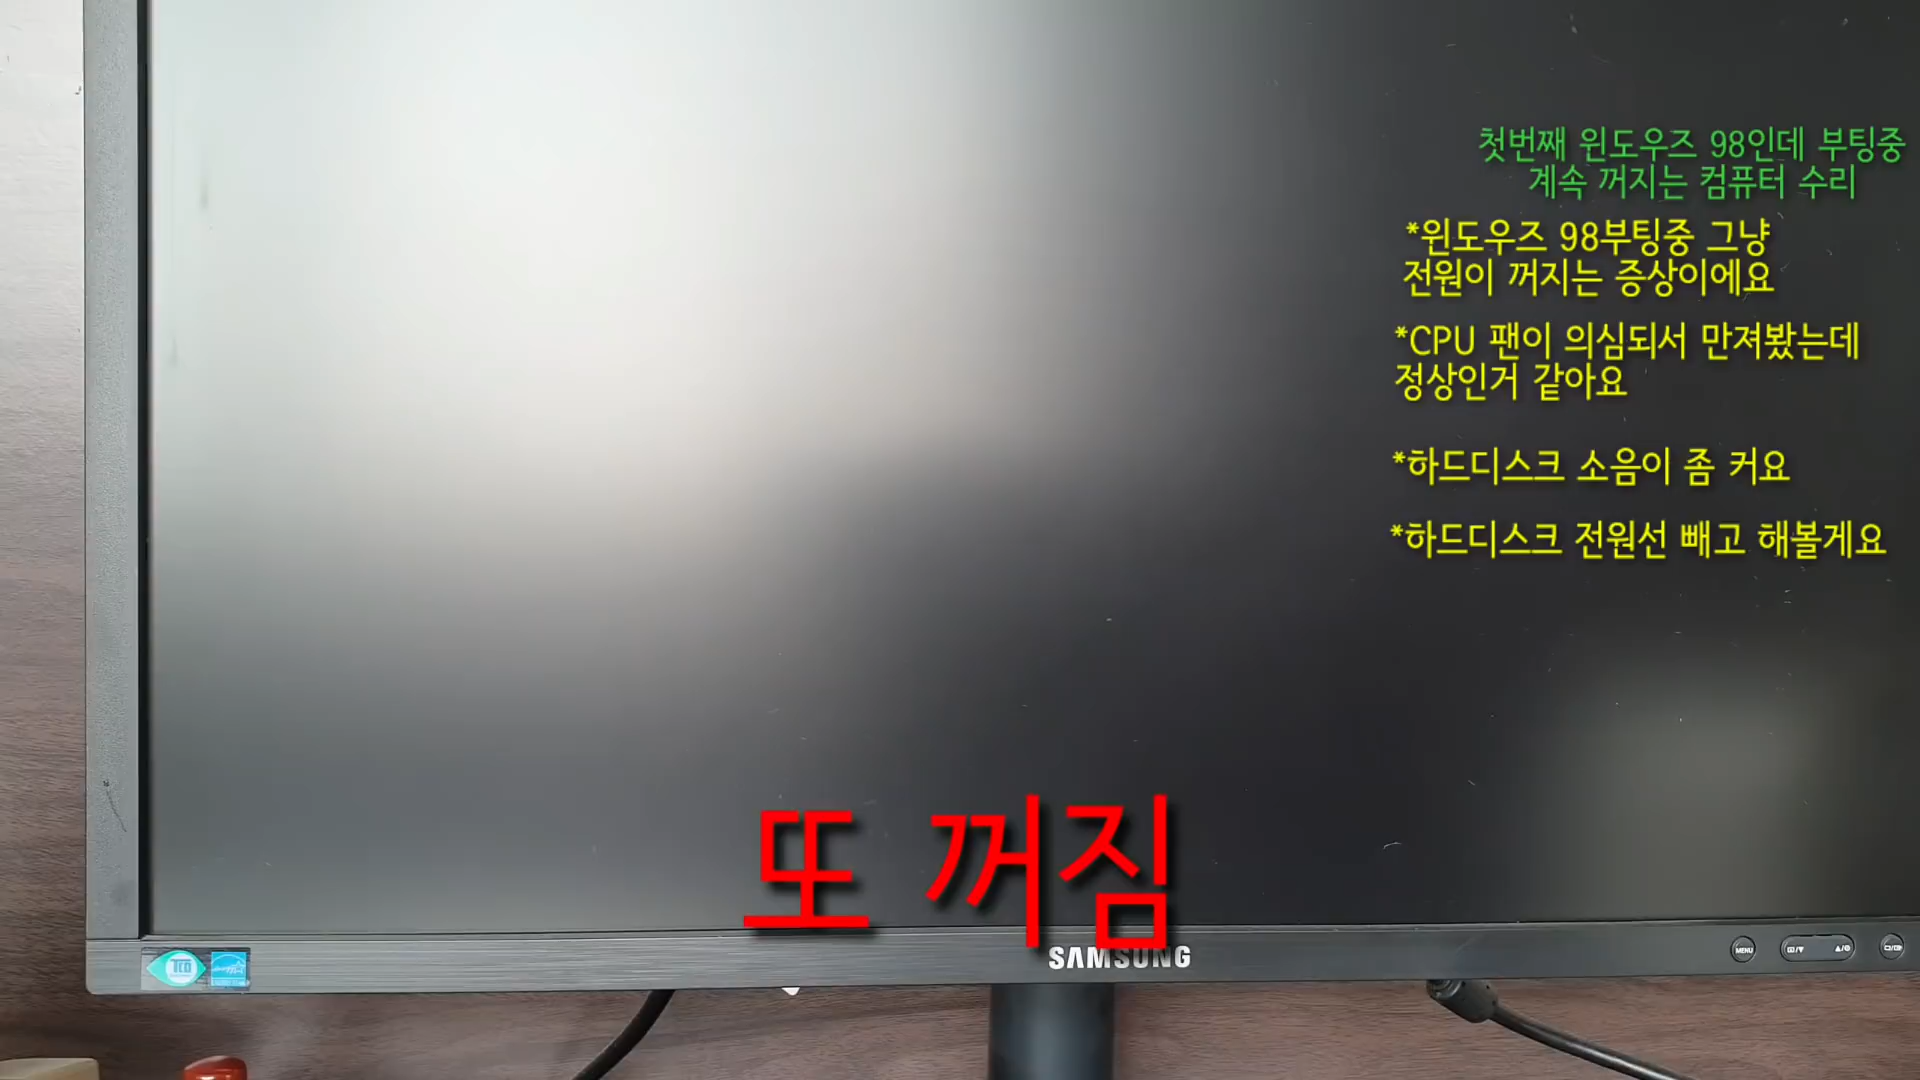 첫번째 윈도우즈 98인데 부팅중
계속 꺼지는 컴퓨터 수리
*윈도우즈 98부팅중 그냥
전원이 꺼지는 증상이에요
*CPU 팬이 의심되서 만져봤는데
정상인거 같아요
*하드디스크 소음이 좀 커요
*하드디스크 전원선 빼고 해볼게요
또 꺼짐
SAMSUNG
MENU
TCO